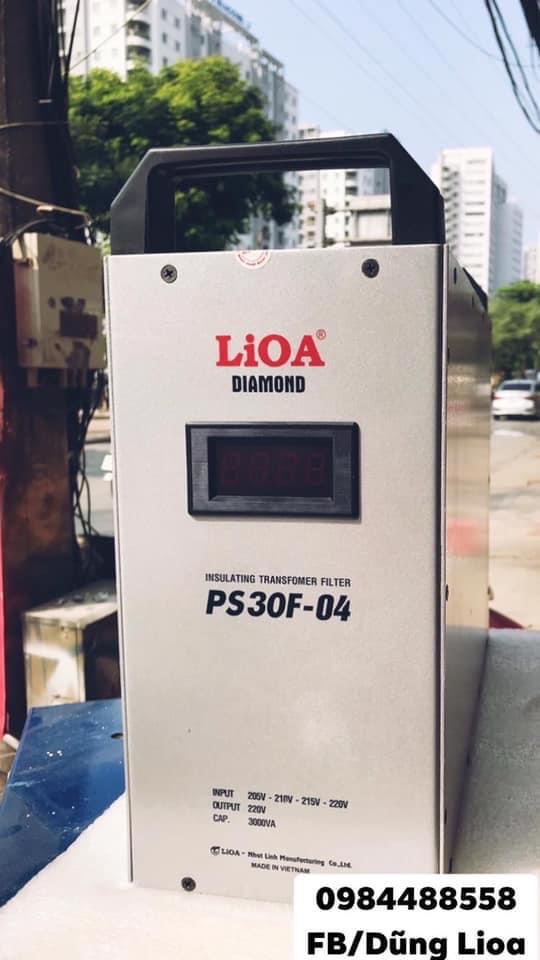 LiOA®
DIAMOND
INSULATING TRANSFOMER FILTER
PS30F-04
INPUT 205V - 210V - 215V - 220V
OUTPUT 220V
CAP. 3000VA
LiOA - Nhat Linh Manufacturing Co.,Ltd.
MADE IN VIETNAM
0984488558
FB/Dũng Lioa